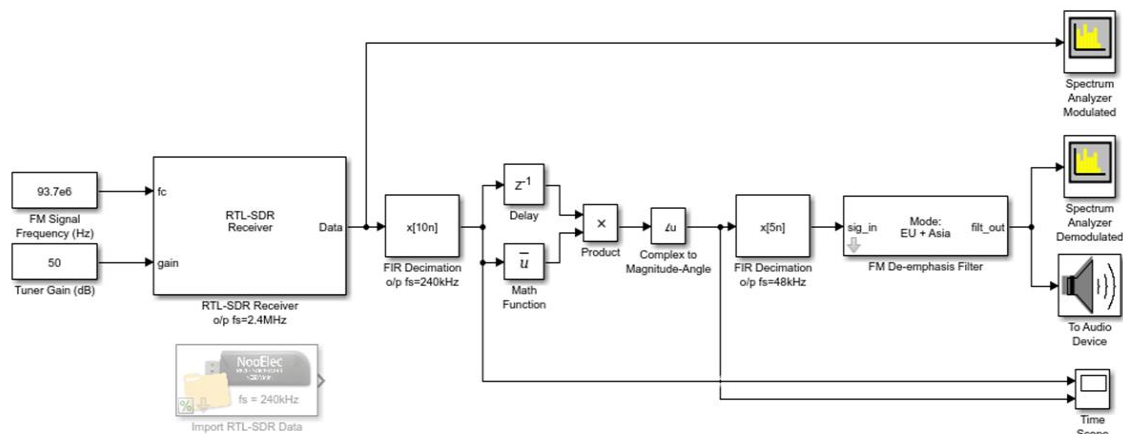 Spectrum
Analyzer
Modulated
93.7e6
FM Signal
Frequency (Hz)
50
Tuner Gain (dB)
fc
gain
RTL-SDR
Receiver
Data
RTL-SDR Receiver
o/p fs=2.4MHz
x[10n]
FIR Decimation
o/p fs=240kHz
z-1
Delay
u
Math
Function
×
Product
∠u
Complex to
Magnitude-Angle
x[5n]
FIR Decimation
o/p fs=48kHz
sig_in
Mode:
EU + Asia
filt_out
FM De-emphasis Filter
Spectrum
Analyzer
Demodulated
To Audio
Device
Time
Scope
NooElec
fs = 240kHz
Import RTL-SDR Data